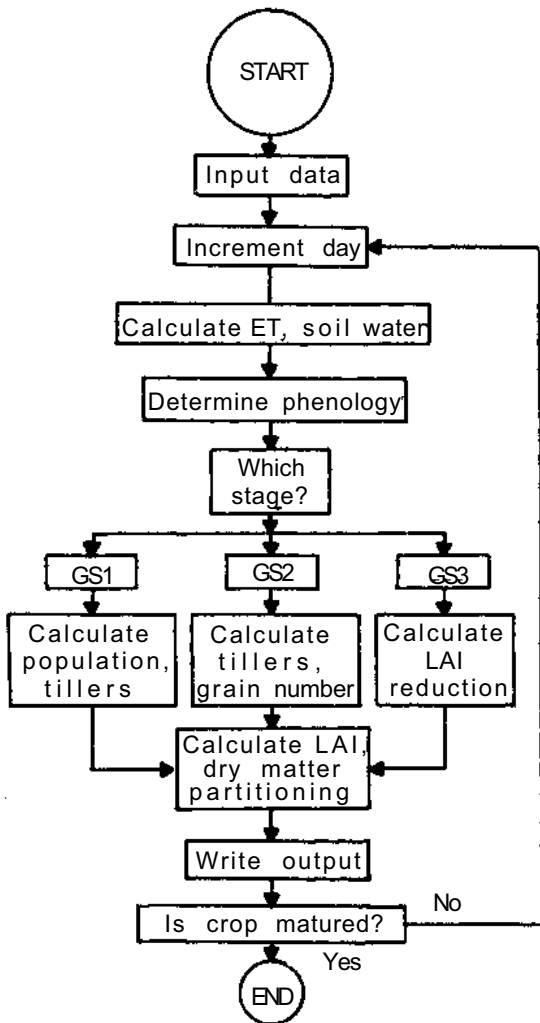 START
Input data
Increment day
Calculate ET, soil water
Determine phenology
Which
stage?
GS1
GS2
GS3
Calculate
population,
tillers
Calculate
tillers,
grain number
Calculate
LAI
reduction
Calculate LAI,
dry matter
partitioning
Write output
Is crop matured?
No
Yes
END